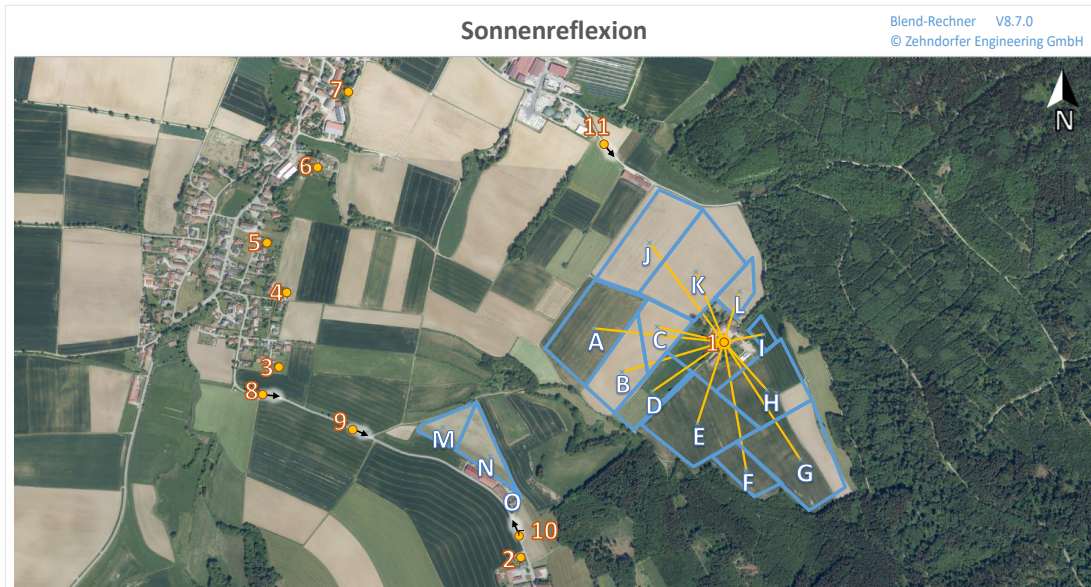 Sonnenreflexion
Blend-Rechner V8.7.0
© Zehndorfer Engineering GmbH
N
7
11
6
5
J
4
K
L
A
C
1
I
3
B
8
D
H
9
M
E
N
G
F
O
10
2